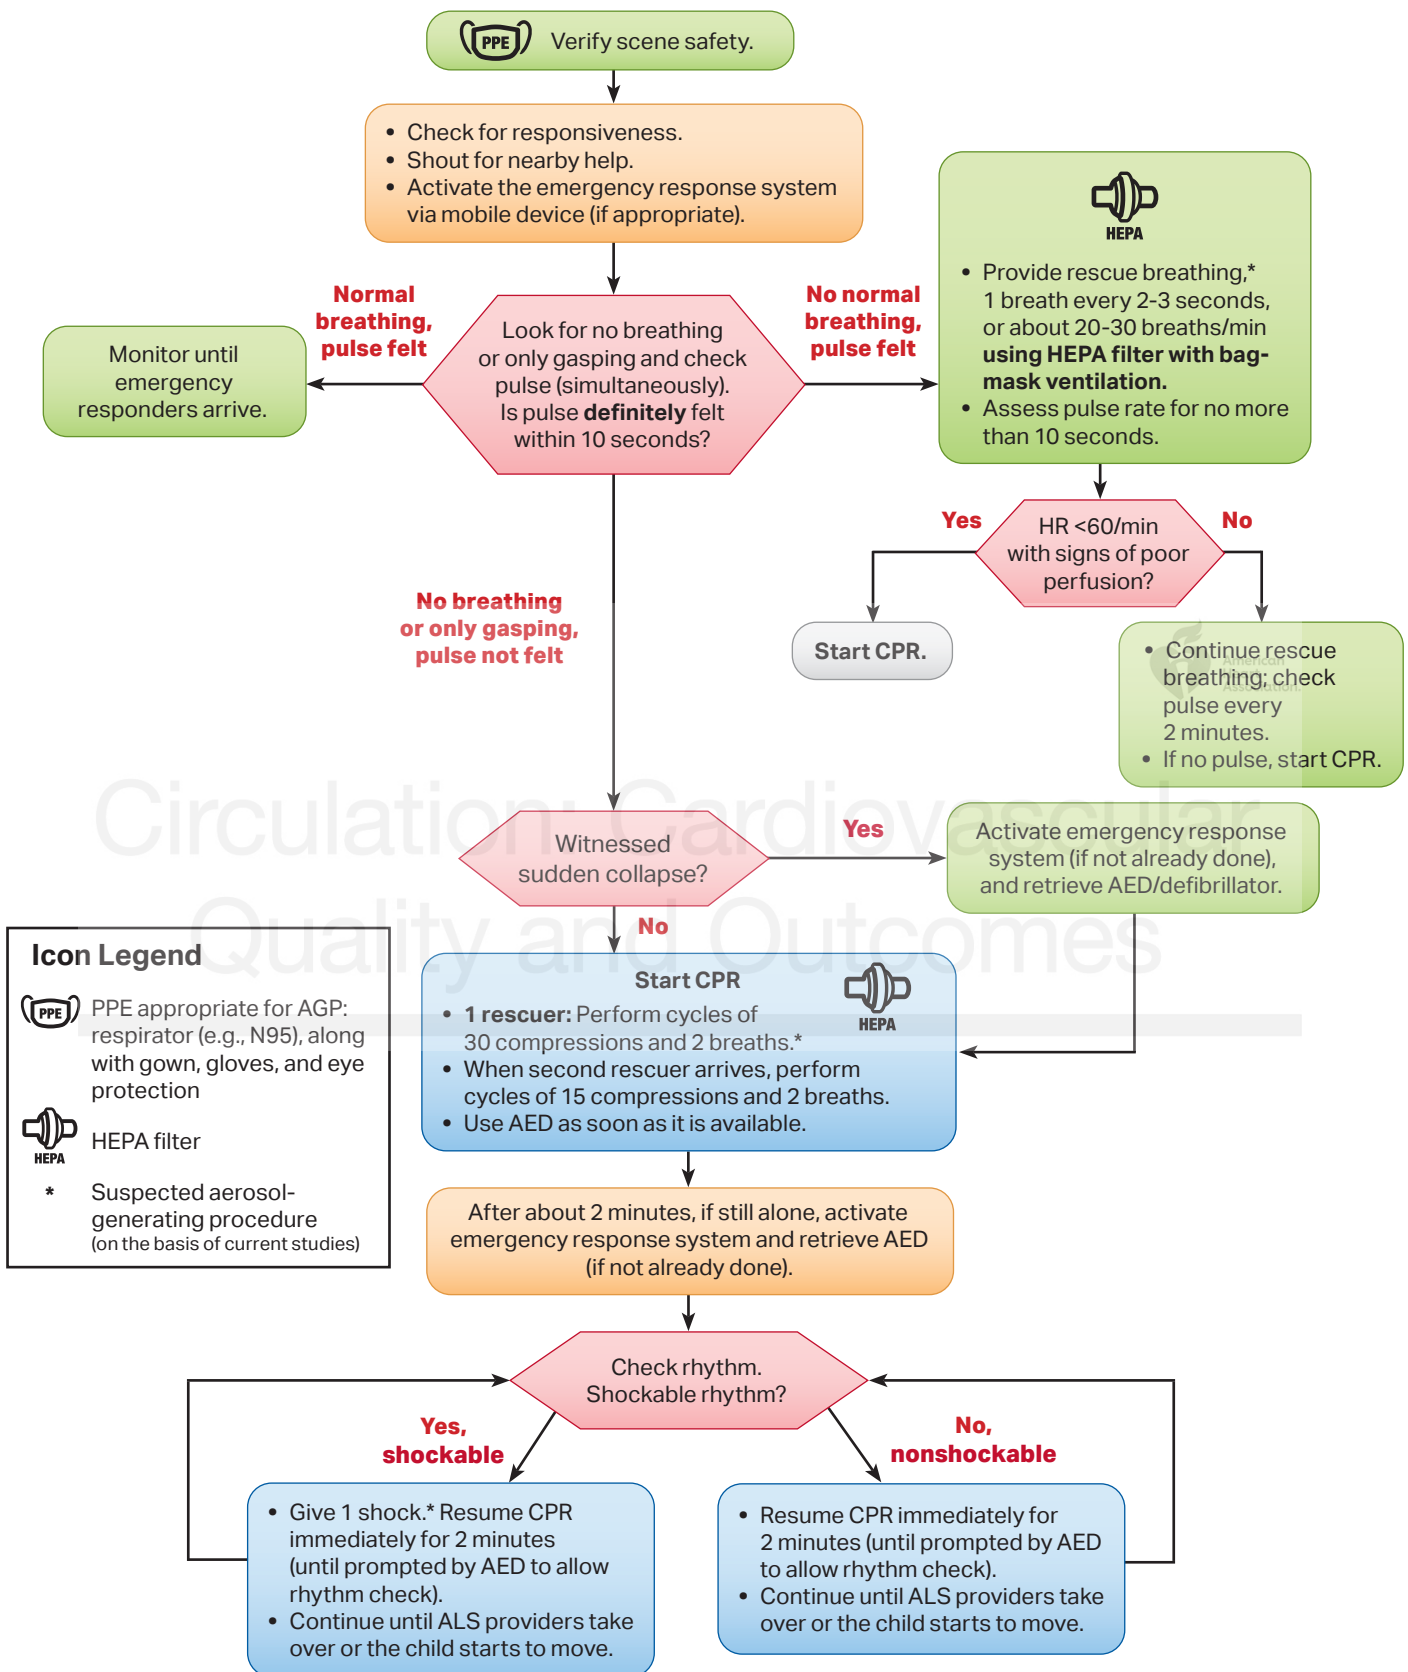 PPE
Verify scene safety.
• Check for responsiveness.
• Shout for nearby help.
• Activate the emergency response system
via mobile device (if appropriate).
Normal
breathing,
pulse felt
Look for no breathing
or only gasping and check
pulse (simultaneously).
Is pulse definitely felt
within 10 seconds?
No normal
breathing,
pulse felt
Monitor until
emergency
responders arrive.
HEPA
• Provide rescue breathing,*
1 breath every 2-3 seconds,
or about 20-30 breaths/min
using HEPA filter with bag-
mask ventilation.
• Assess pulse rate for no more
than 10 seconds.
Yes
HR <60/min
with signs of poor
perfusion?
No
No breathing
or only gasping,
pulse not felt
Start CPR.
• Continue rescue
breathing; check
pulse every
2 minutes.
• If no pulse, start CPR.
American
Heart
Association.
Circulation: Cardiovascular
Quality and Outcomes
Witnessed
sudden collapse?
Yes
Activate emergency response
system (if not already done),
and retrieve AED/defibrillator.
No
Icon Legend
PPE
PPE appropriate for AGP:
respirator (e.g., N95), along
with gown, gloves, and eye
protection
HEPA
HEPA filter
* Suspected aerosol-
generating procedure
(on the basis of current studies)
Start CPR
HEPA
• 1 rescuer: Perform cycles of
30 compressions and 2 breaths.*
• When second rescuer arrives, perform
cycles of 15 compressions and 2 breaths.
• Use AED as soon as it is available.
After about 2 minutes, if still alone, activate
emergency response system and retrieve AED
(if not already done).
Check rhythm.
Shockable rhythm?
Yes,
shockable
No,
nonshockable
• Give 1 shock.* Resume CPR
immediately for 2 minutes
(until prompted by AED to allow
rhythm check).
• Continue until ALS providers take
over or the child starts to move.
• Resume CPR immediately for
2 minutes (until prompted by AED
to allow rhythm check).
• Continue until ALS providers take
over or the child starts to move.